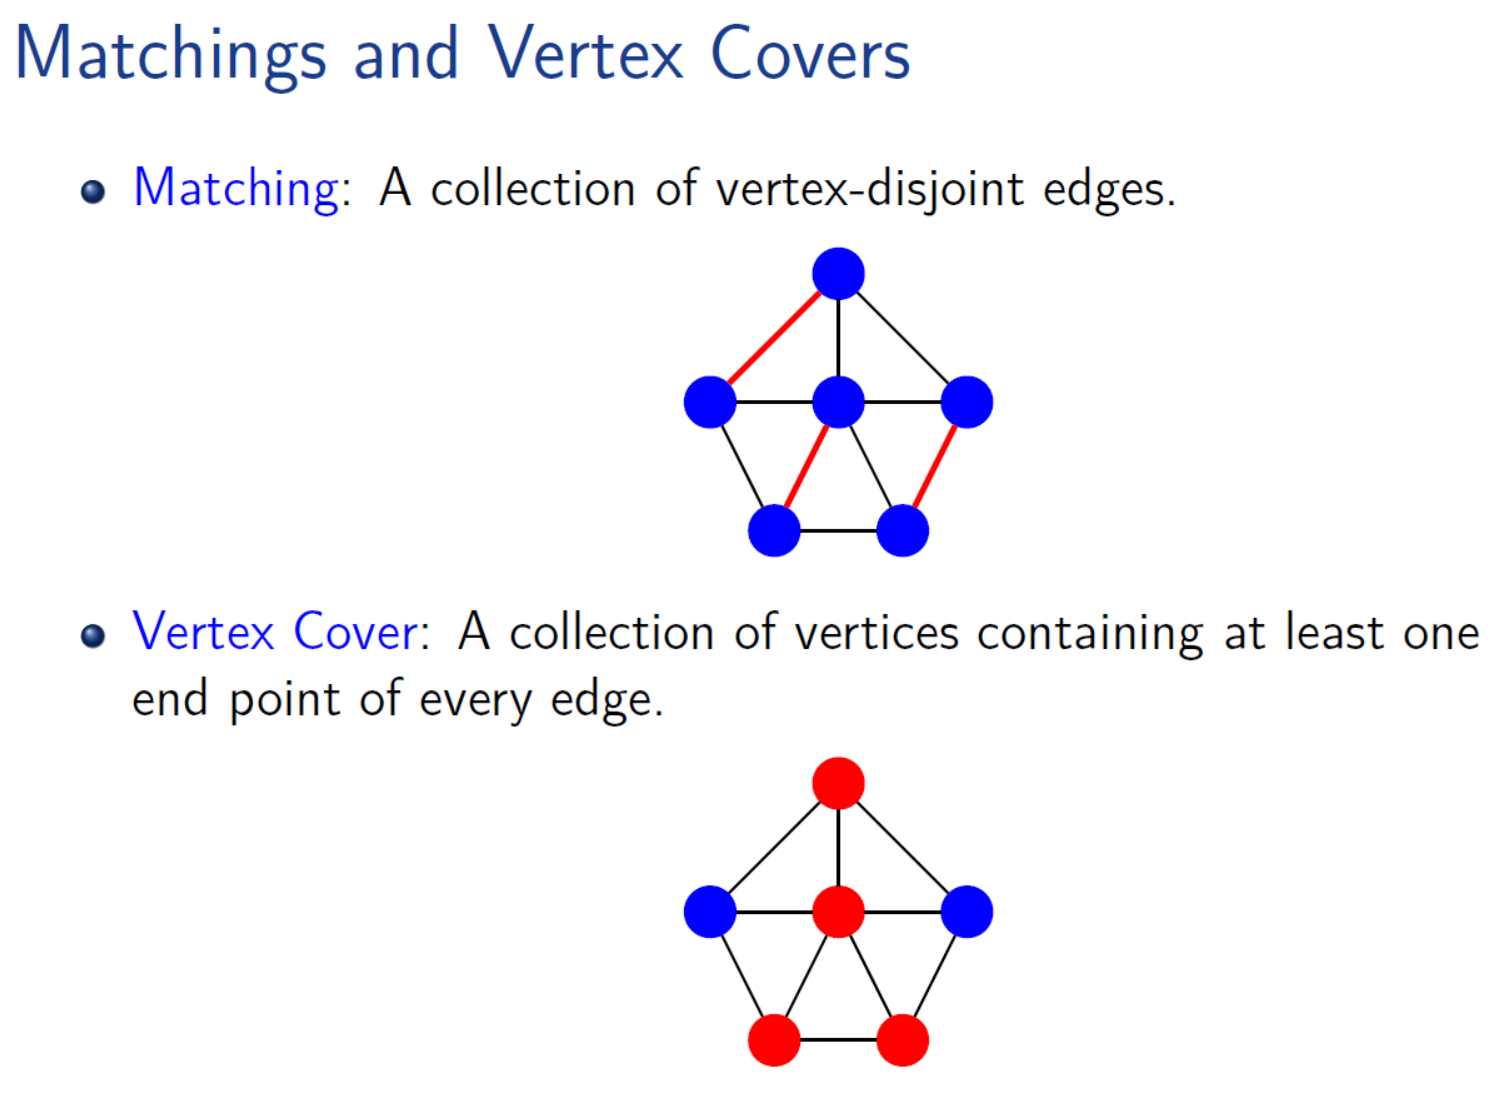 Matchings and Vertex Covers
Matching: A collection of vertex-disjoint edges.
Vertex Cover: A collection of vertices containing at least one
end point of every edge.